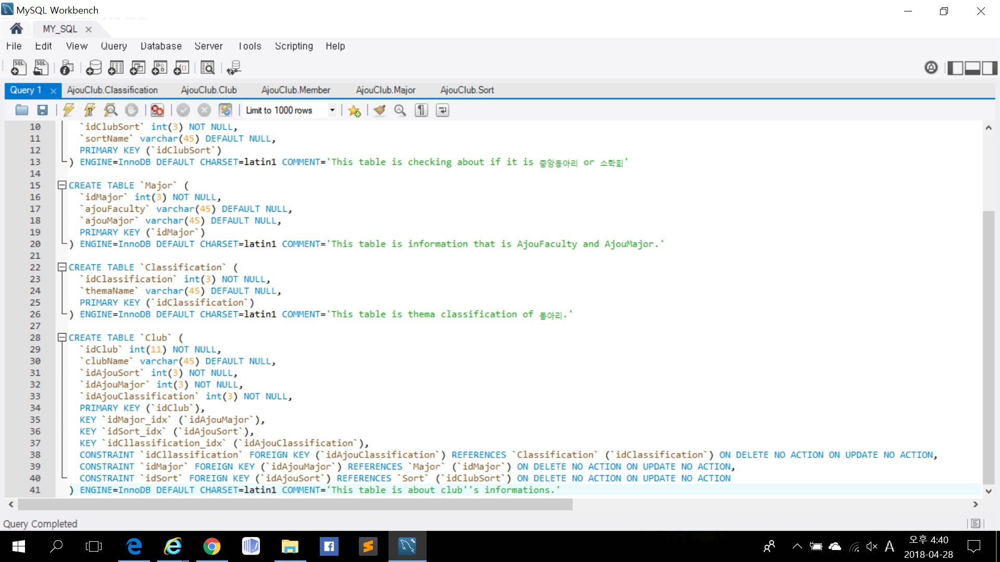 MySQL Workbench
MY_SQL
File Edit View Query Database Server Tools Scripting Help
SQL SQL
Query 1 AjouClub.Classification AjouClub.Club AjouClub.Member AjouClub.Major AjouClub.Sort
Limit to 1000 rows
10 `idClubSort` int(3) NOT NULL,
11 `sortName` varchar(45) DEFAULT NULL,
12 PRIMARY KEY (`idClubSort`)
13 ) ENGINE=InnoDB DEFAULT CHARSET=latin1 COMMENT='This table is checking about if it is 중앙동아리 or 소학회'
14
15 CREATE TABLE `Major` (
16 `idMajor` int(3) NOT NULL,
17 `ajouFaculty` varchar(45) DEFAULT NULL,
18 `ajouMajor` varchar(45) DEFAULT NULL,
19 PRIMARY KEY (`idMajor`)
20 ) ENGINE=InnoDB DEFAULT CHARSET=latin1 COMMENT='This table is information that is AjouFaculty and AjouMajor.'
21
22 CREATE TABLE `Classification` (
23 `idClassification` int(3) NOT NULL,
24 `themaName` varchar(45) DEFAULT NULL,
25 PRIMARY KEY (`idClassification`)
26 ) ENGINE=InnoDB DEFAULT CHARSET=latin1 COMMENT='This table is thema classification of 동아리.'
27
28 CREATE TABLE `Club` (
29 `idClub` int(11) NOT NULL,
30 `clubName` varchar(45) DEFAULT NULL,
31 `idAjouSort` int(3) NOT NULL,
32 `idAjouMajor` int(3) NOT NULL,
33 `idAjouClassification` int(3) NOT NULL,
34 PRIMARY KEY (`idClub`),
35 KEY `idMajor_idx` (`idAjouMajor`),
36 KEY `idSort_idx` (`idAjouSort`),
37 KEY `idCllassification_idx` (`idAjouClassification`),
38 CONSTRAINT `idCllassification` FOREIGN KEY (`idAjouClassification`) REFERENCES `Classification` (`idClassification`) ON DELETE NO ACTION ON UPDATE NO ACTION,
39 CONSTRAINT `idMajor` FOREIGN KEY (`idAjouMajor`) REFERENCES `Major` (`idMajor`) ON DELETE NO ACTION ON UPDATE NO ACTION,
40 CONSTRAINT `idSort` FOREIGN KEY (`idAjouSort`) REFERENCES `Sort` (`idClubSort`) ON DELETE NO ACTION ON UPDATE NO ACTION
41 ) ENGINE=InnoDB DEFAULT CHARSET=latin1 COMMENT='This table is about club''s informations.'
Query Completed
A 오후 4:40
2018-04-28